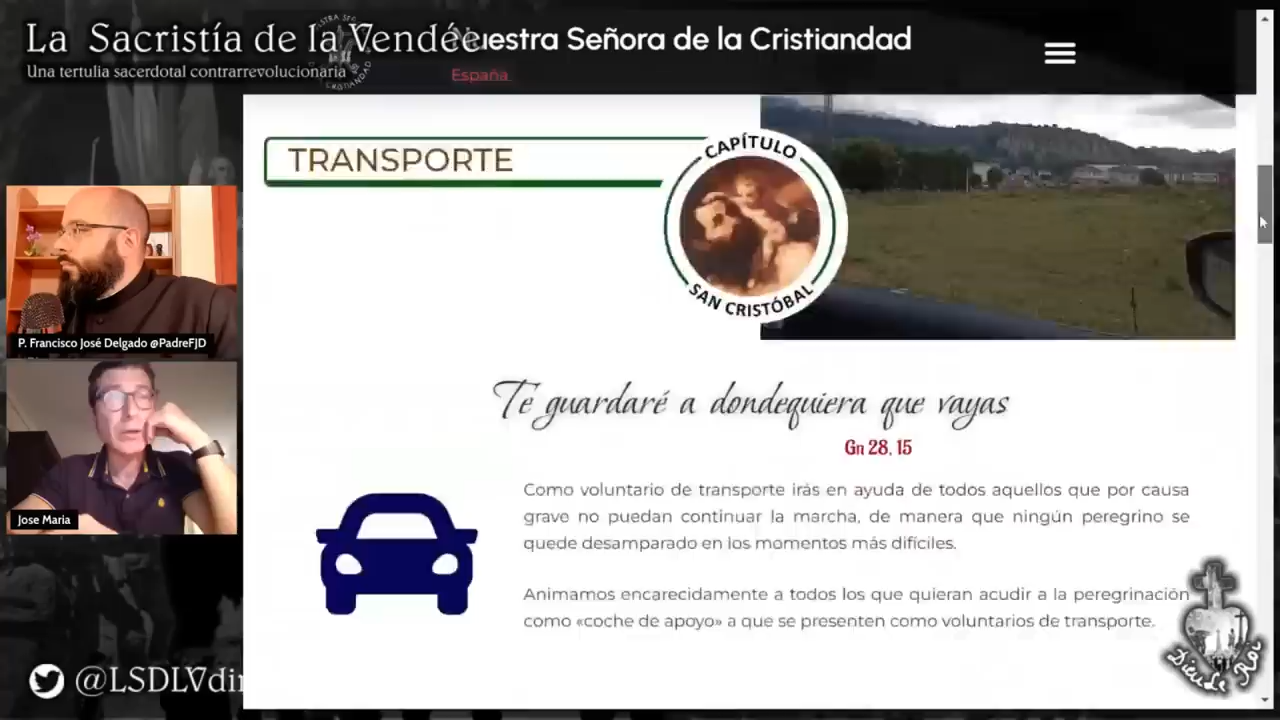 La Sacristía de la Vendée
Una tertulia sacerdotal contrarrevolucionaria
Nuestra Señora de la Cristiandad
España
TRANSPORTE
CAPÍTULO
SAN CRISTÓBAL
P. Francisco José Delgado @PadreFJD
Jose Maria
Te guardaré a dondequiera que vayas
Gn 28, 15
Como voluntario de transporte irás en ayuda de todos aquellos que por causa
grave no puedan continuar la marcha, de manera que ningún peregrino se
quede desamparado en los momentos más difíciles.
Animamos encarecidamente a todos los que quieran acudir a la peregrinación
como «coche de apoyo» a que se presenten como voluntarios de transporte.
@LSDLVdir
Dieu Le Roi